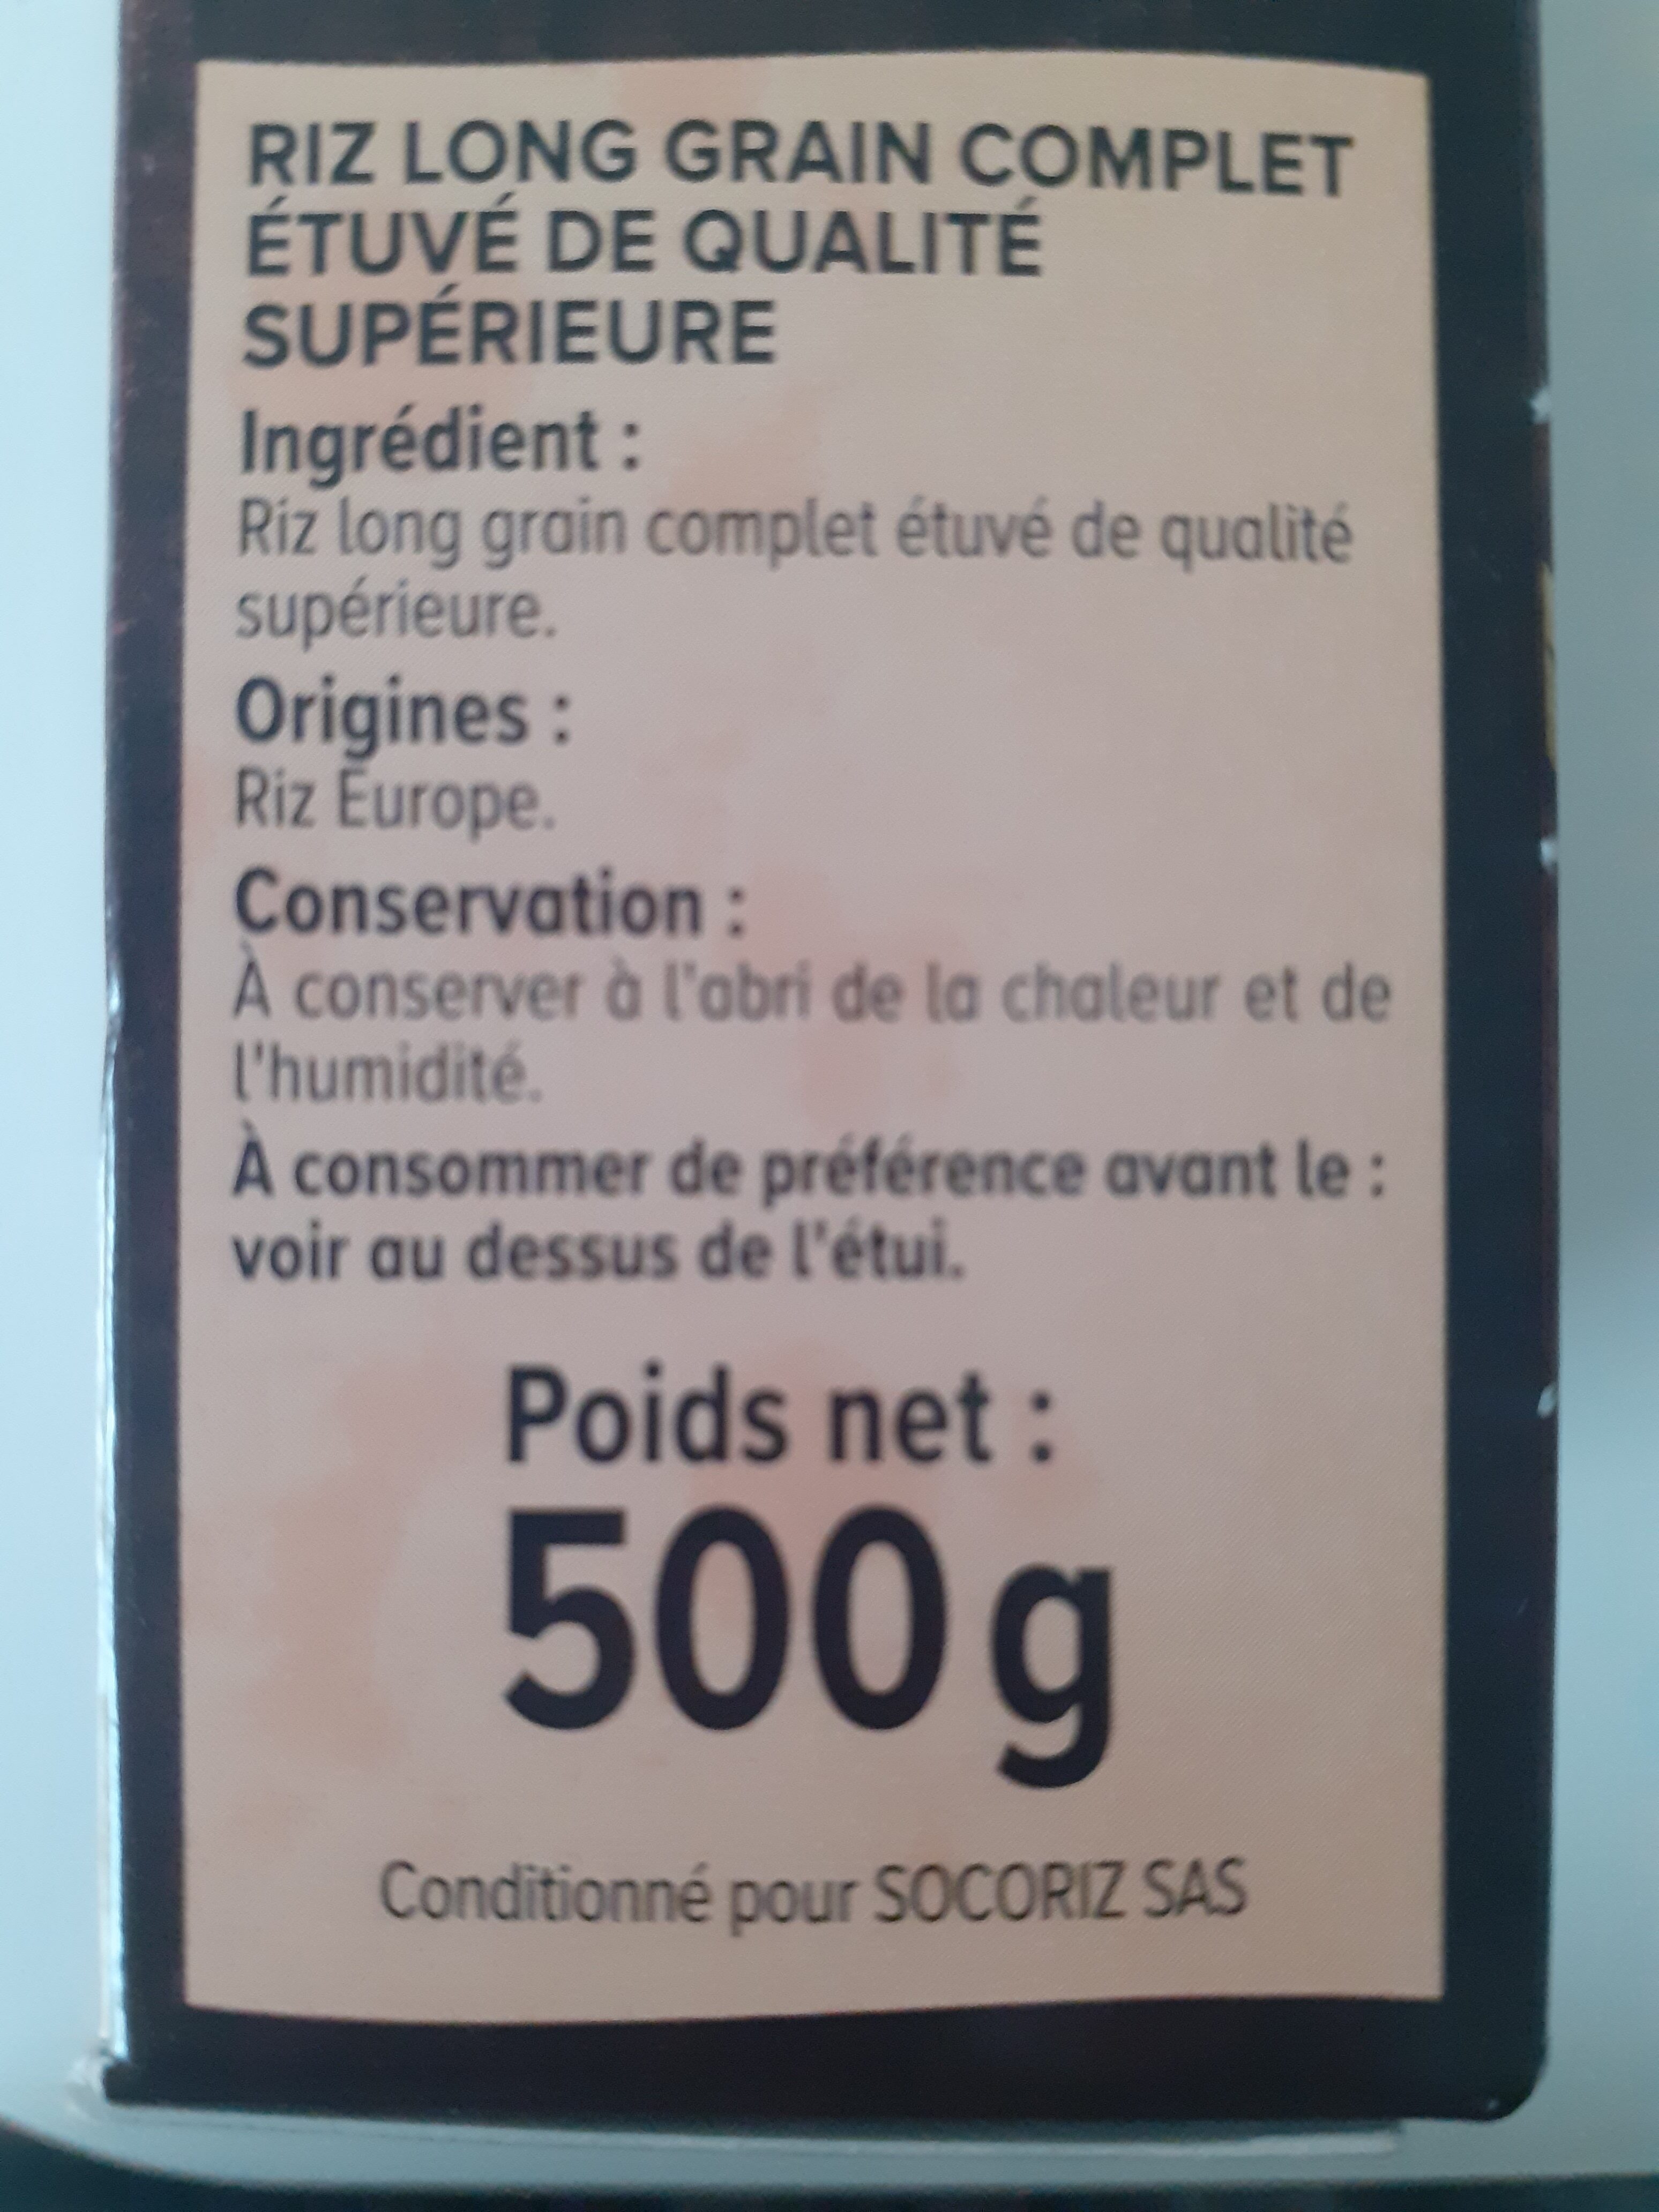 RIZ LONG GRAIN COMPLET
ÉTUVÉ DE QUALITÉ
SUPÉRIEURE
Ingrédient :
Riz long grain complet étuvé de qualité
supérieure.
Origines :
Riz Europe.
Conservation :
À conserver à l'abri de la chaleur et de
l'humidité.
À consommer de préférence avant le :
voir au dessus de l'étui.
Poids net :
500 g
Conditionné pour SOCORIZ SAS